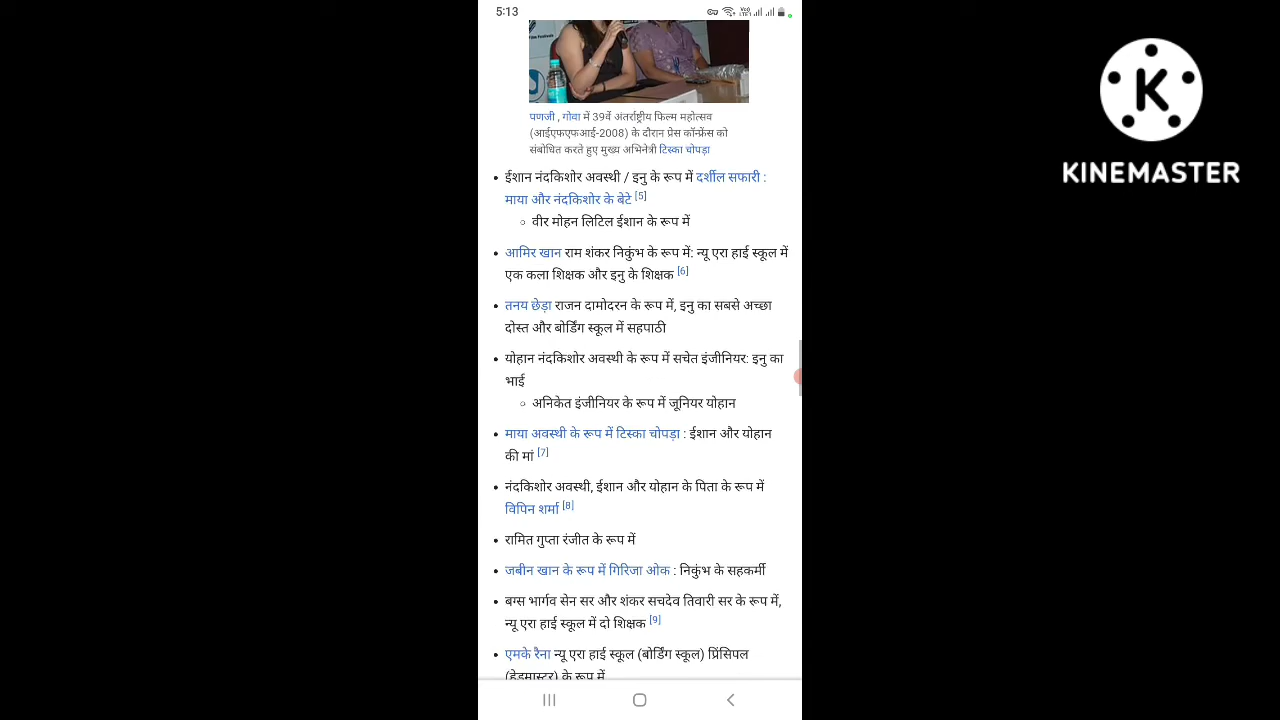 5:13
पणजी , गोवा में 39वें अंतर्राष्ट्रीय फिल्म महोत्सव
(आईएफएफआई-2008) के दौरान प्रेस कॉन्फ्रेंस को
संबोधित करते हुए मुख्य अभिनेत्री टिस्का चोपड़ा
• ईशान नंदकिशोर अवस्थी / इनु के रूप में दर्शील सफारी :
माया और नंदकिशोर के बेटे [5]
◦ वीर मोहन लिटिल ईशान के रूप में
• आमिर खान राम शंकर निकुंभ के रूप में: न्यू एरा हाई स्कूल में
एक कला शिक्षक और इनु के शिक्षक [6]
• तनय छेड़ा राजन दामोदरन के रूप में, इनु का सबसे अच्छा
दोस्त और बोर्डिंग स्कूल में सहपाठी
• योहान नंदकिशोर अवस्थी के रूप में सचेत इंजीनियर: इनु का
भाई
◦ अनिकेत इंजीनियर के रूप में जूनियर योहान
• माया अवस्थी के रूप में टिस्का चोपड़ा : ईशान और योहान
की मां [7]
• नंदकिशोर अवस्थी, ईशान और योहान के पिता के रूप में
विपिन शर्मा [8]
• रामित गुप्ता रंजीत के रूप में
• जबीन खान के रूप में गिरिजा ओक : निकुंभ के सहकर्मी
• बग्स भार्गव सेन सर और शंकर सचदेव तिवारी सर के रूप में,
न्यू एरा हाई स्कूल में दो शिक्षक [9]
• एमके रैना न्यू एरा हाई स्कूल (बोर्डिंग स्कूल) प्रिंसिपल
(हेडमास्टर) के रूप में
K
KINEMASTER